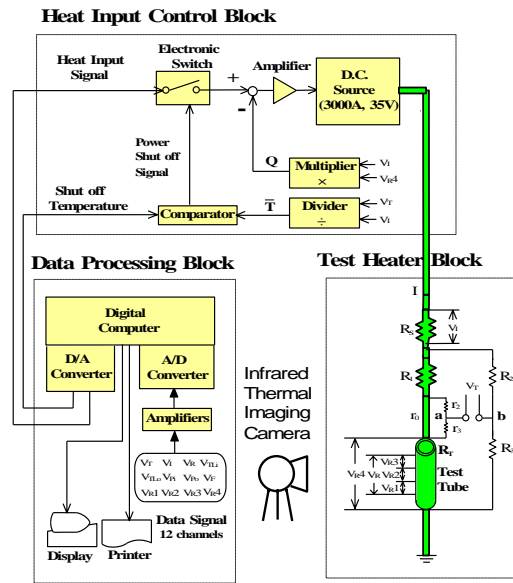 Heat Input Control Block
Heat Input
Signal
Electronic
Switch
+
-
Amplifier
D.C.
Source
(3000A, 35V)
Power
Shut off
Signal
Q
Multiplier
×
VI
VR4
Shut off
Temperature
Comparator
T̅
Divider
÷
VT
VI
Data Processing Block
Digital
Computer
D/A
Converter
A/D
Converter
Amplifiers
VT VI VR VTLi
VTLo VPi VPo VF
VR1 VR2 VR3 VR4
Data Signal
12 channels
Display
Printer
Infrared
Thermal
Imaging
Camera
Test Heater Block
I
RS
VI
R1
R2
VT
r2
a
b
r0
r3
RT
VR4
VR
VR3
VR2
VR1
Test
Tube